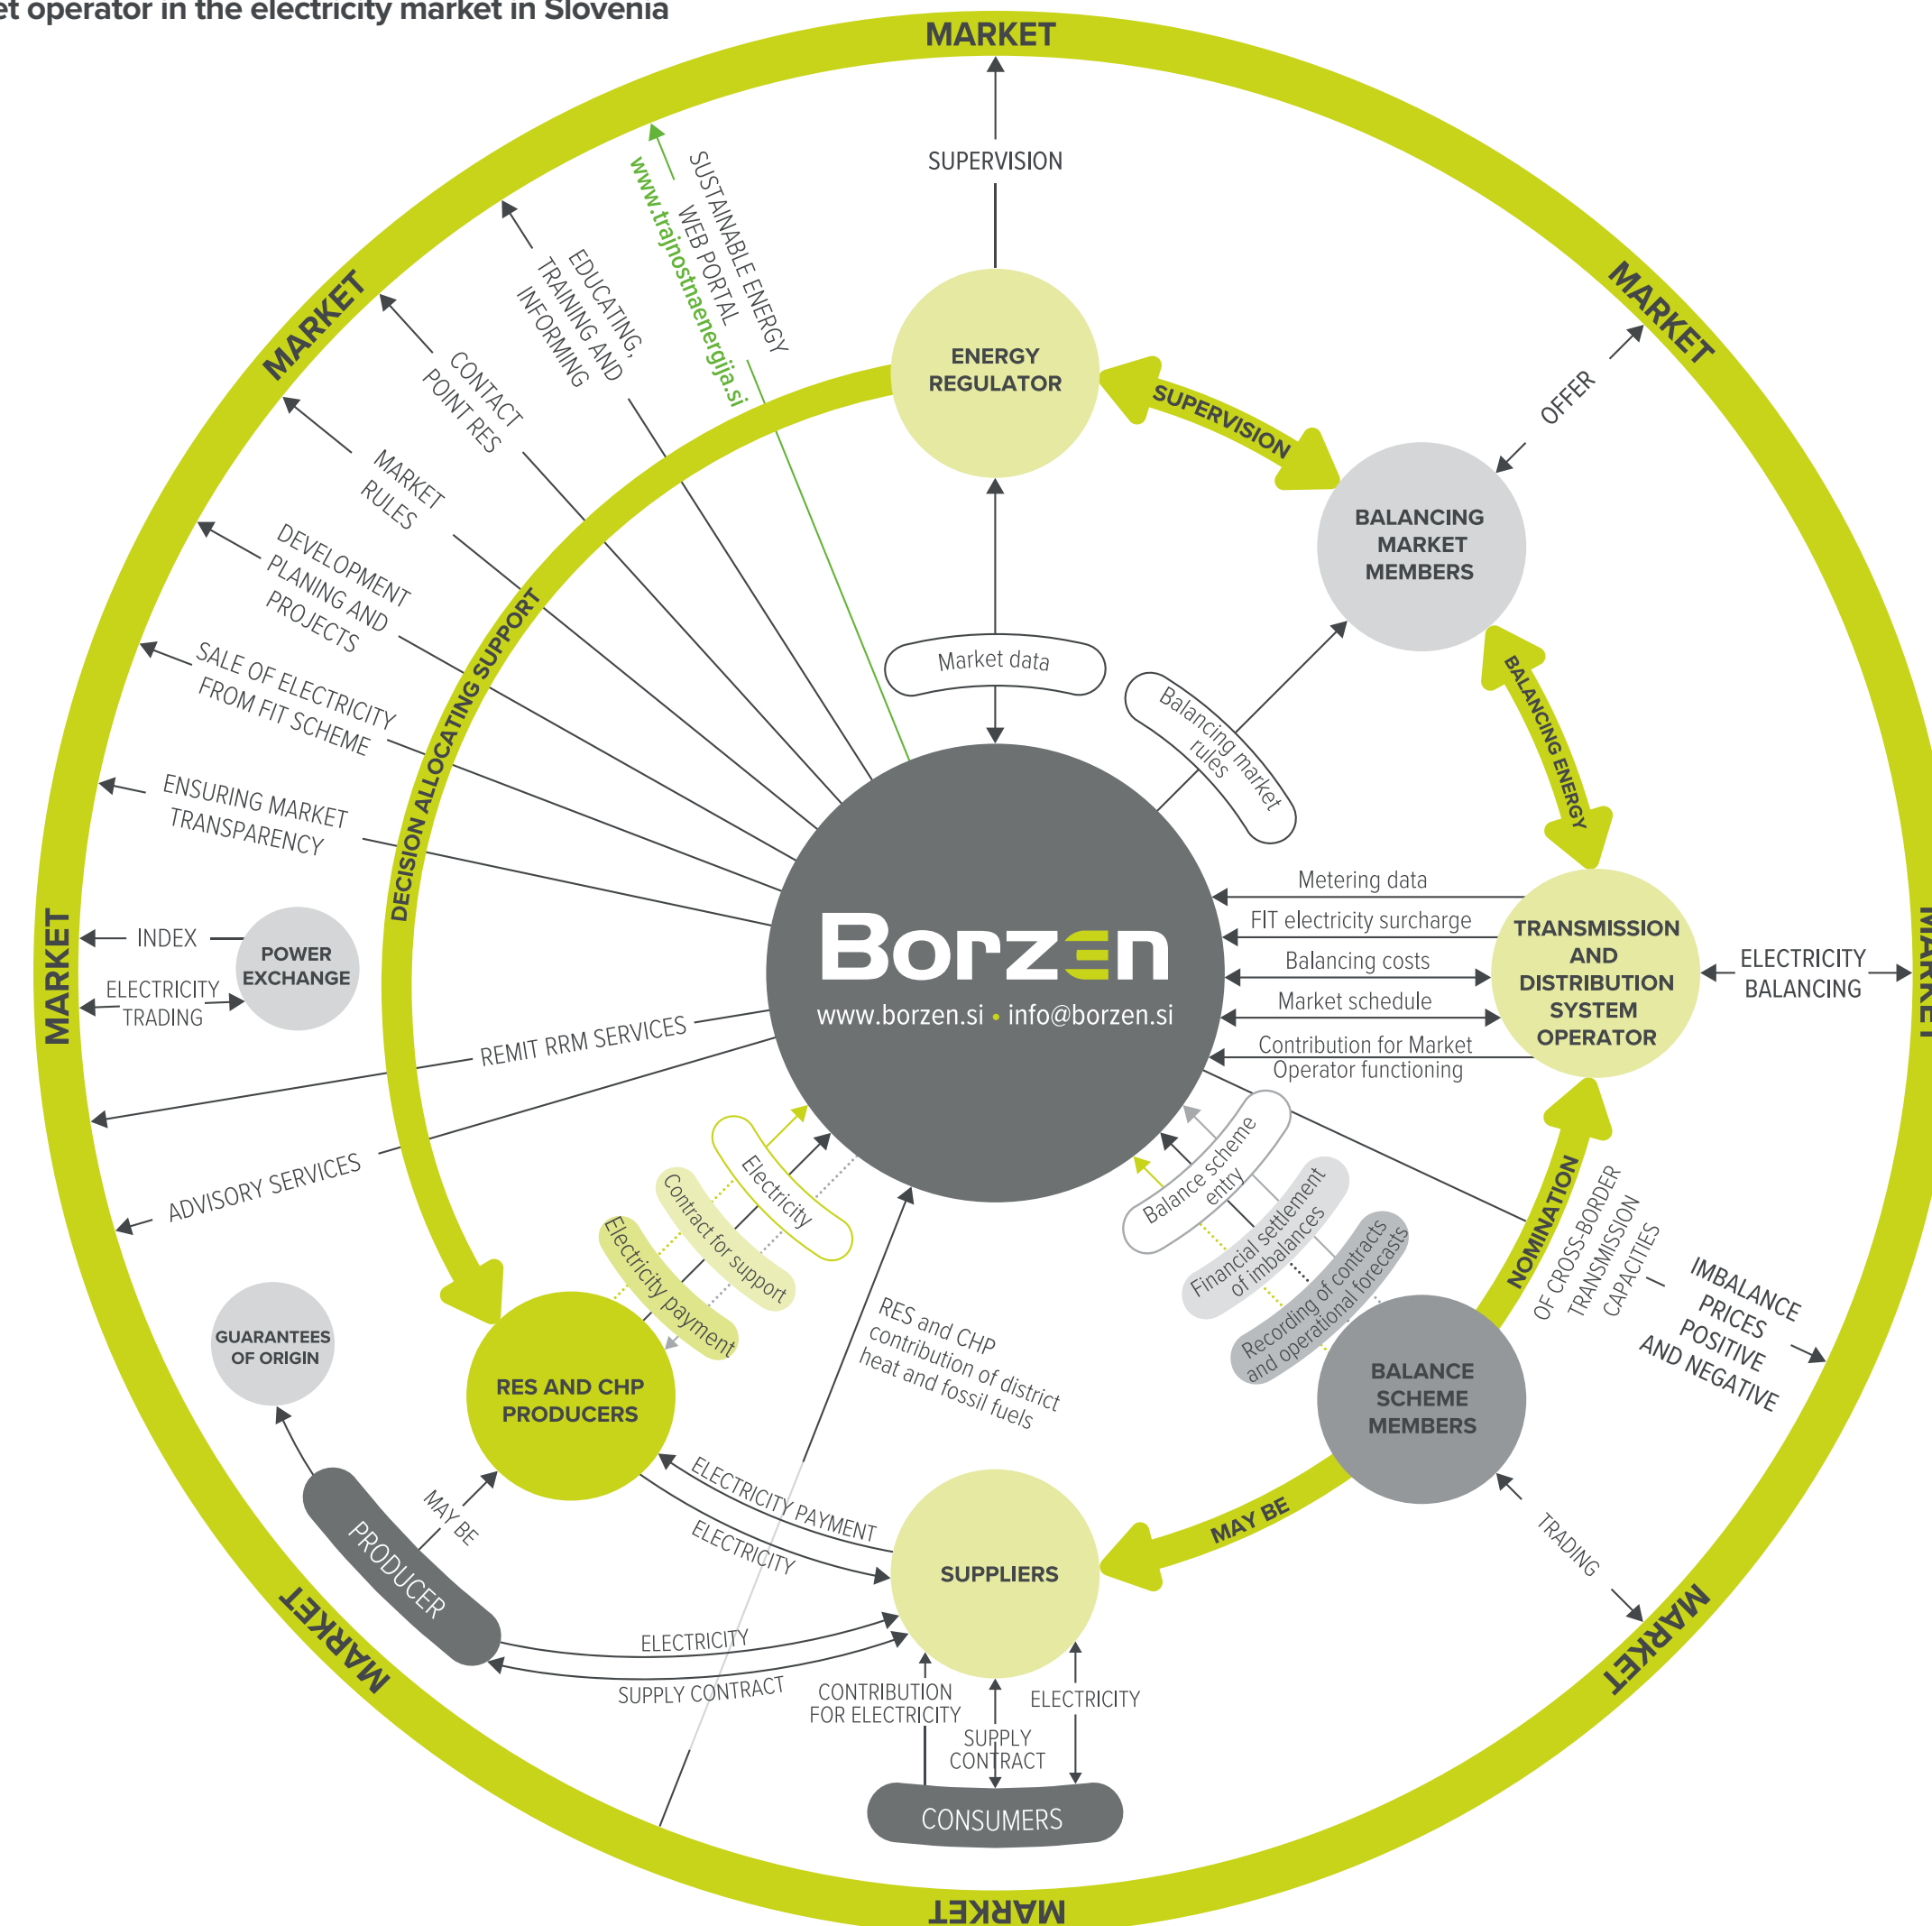 et operator in the electricity market in Slovenia
MARKET
SUPERVISION
SUSTAINABLE ENERGY
WEB PORTAL
www.trajnostnaenergija.si
EDUCATING,
TRAINING AND
INFORMING
MARKET
MARKET
CONTACT
POINT RES
ENERGY
REGULATOR
SUPERVISION
OFFER
MARKET
RULES
BALANCING
MARKET
MEMBERS
DEVELOPMENT
PLANING AND
PROJECTS
DECISION ALLOCATING SUPPORT
SALE OF ELECTRICITY
FROM FIT SCHEME
Market data
Balancing market
rules
BALANCING ENERGY
ENSURING MARKET
TRANSPARENCY
MARKET
INDEX
POWER
EXCHANGE
ELECTRICITY
TRADING
Borzen
www.borzen.si • info@borzen.si
Metering data
FIT electricity surcharge
Balancing costs
Market schedule
Contribution for Market
Operator functioning
TRANSMISSION
AND
DISTRIBUTION
SYSTEM
OPERATOR
ELECTRICITY
BALANCING
MARKET
REMIT RRM SERVICES
ADVISORY SERVICES
Electricity
Contract for support
Electricity payment
Balance scheme
entry
Financial settlement
of imbalances
Recording of contracts
and operational forecasts
NOMINATION
OF CROSS-BORDER
TRANSMISSION
CAPACITIES
IMBALANCE
PRICES
POSITIVE
AND NEGATIVE
RES and CHP
contribution of district
heat and fossil fuels
GUARANTEES
OF ORIGIN
RES AND CHP
PRODUCERS
BALANCE
SCHEME
MEMBERS
MAY BE
PRODUCER
ELECTRICITY PAYMENT
ELECTRICITY
SUPPLIERS
MAY BE
TRADING
MARKET
MARKET
ELECTRICITY
SUPPLY CONTRACT
CONTRIBUTION
FOR ELECTRICITY
SUPPLY
CONTRACT
ELECTRICITY
CONSUMERS
MARKET